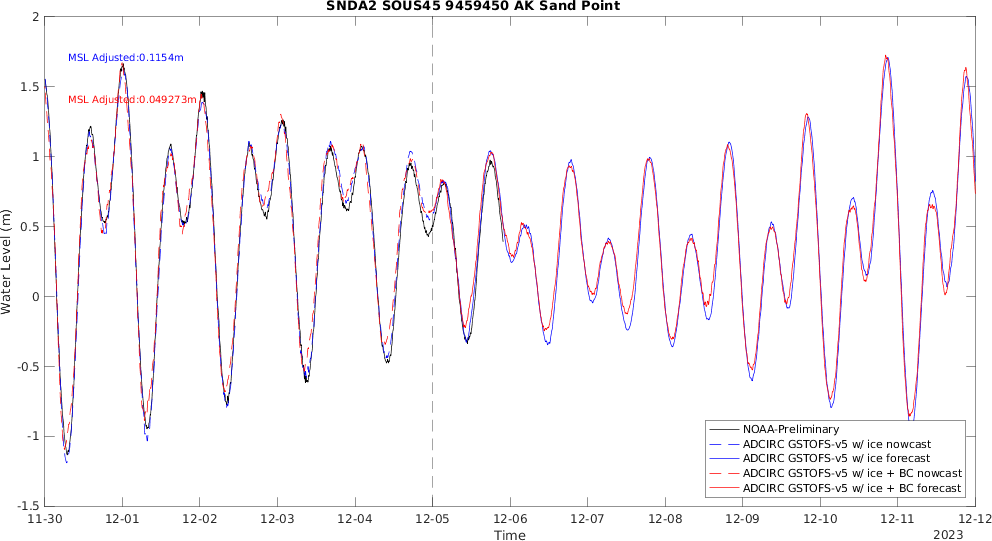 SNDA2 SOUS45 9459450 AK Sand Point
2
1.5
1
0.5
0
-0.5
-1
-1.5
Water Level (m)
MSL Adjusted:0.1154m
MSL Adjusted:0.049273m
NOAA-Preliminary
ADCIRC GSTOFS-v5 w/ ice nowcast
ADCIRC GSTOFS-v5 w/ ice forecast
ADCIRC GSTOFS-v5 w/ ice + BC nowcast
ADCIRC GSTOFS-v5 w/ ice + BC forecast
11-30 12-01 12-02 12-03 12-04 12-05 12-06 12-07 12-08 12-09 12-10 12-11 12-12
Time
2023